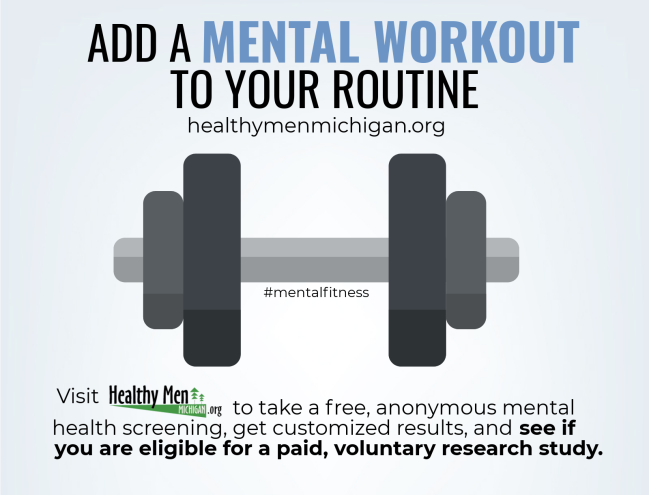 ADD A MENTAL WORKOUT
TO YOUR ROUTINE
healthymenmichigan.org
#mentalfitness
Visit Healthy Men MICHIGAN.org to take a free, anonymous mental
health screening, get customized results, and see if
you are eligible for a paid, voluntary research study.